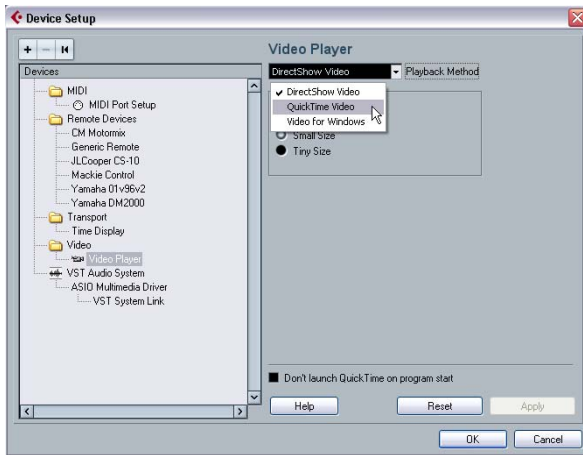 Device Setup
Devices
MIDI
MIDI Port Setup
Remote Devices
CM Motormix
Generic Remote
JLCooper CS-10
Mackie Control
Yamaha 01v96v2
Yamaha DM2000
Transport
Time Display
Video
Video Player
VST Audio System
ASIO Multimedia Driver
VST System Link
Video Player
DirectShow Video
Playback Method
DirectShow Video
QuickTime Video
Video for Windows
Small Size
Tiny Size
Don't launch QuickTime on program start
Help
Reset
Apply
OK
Cancel